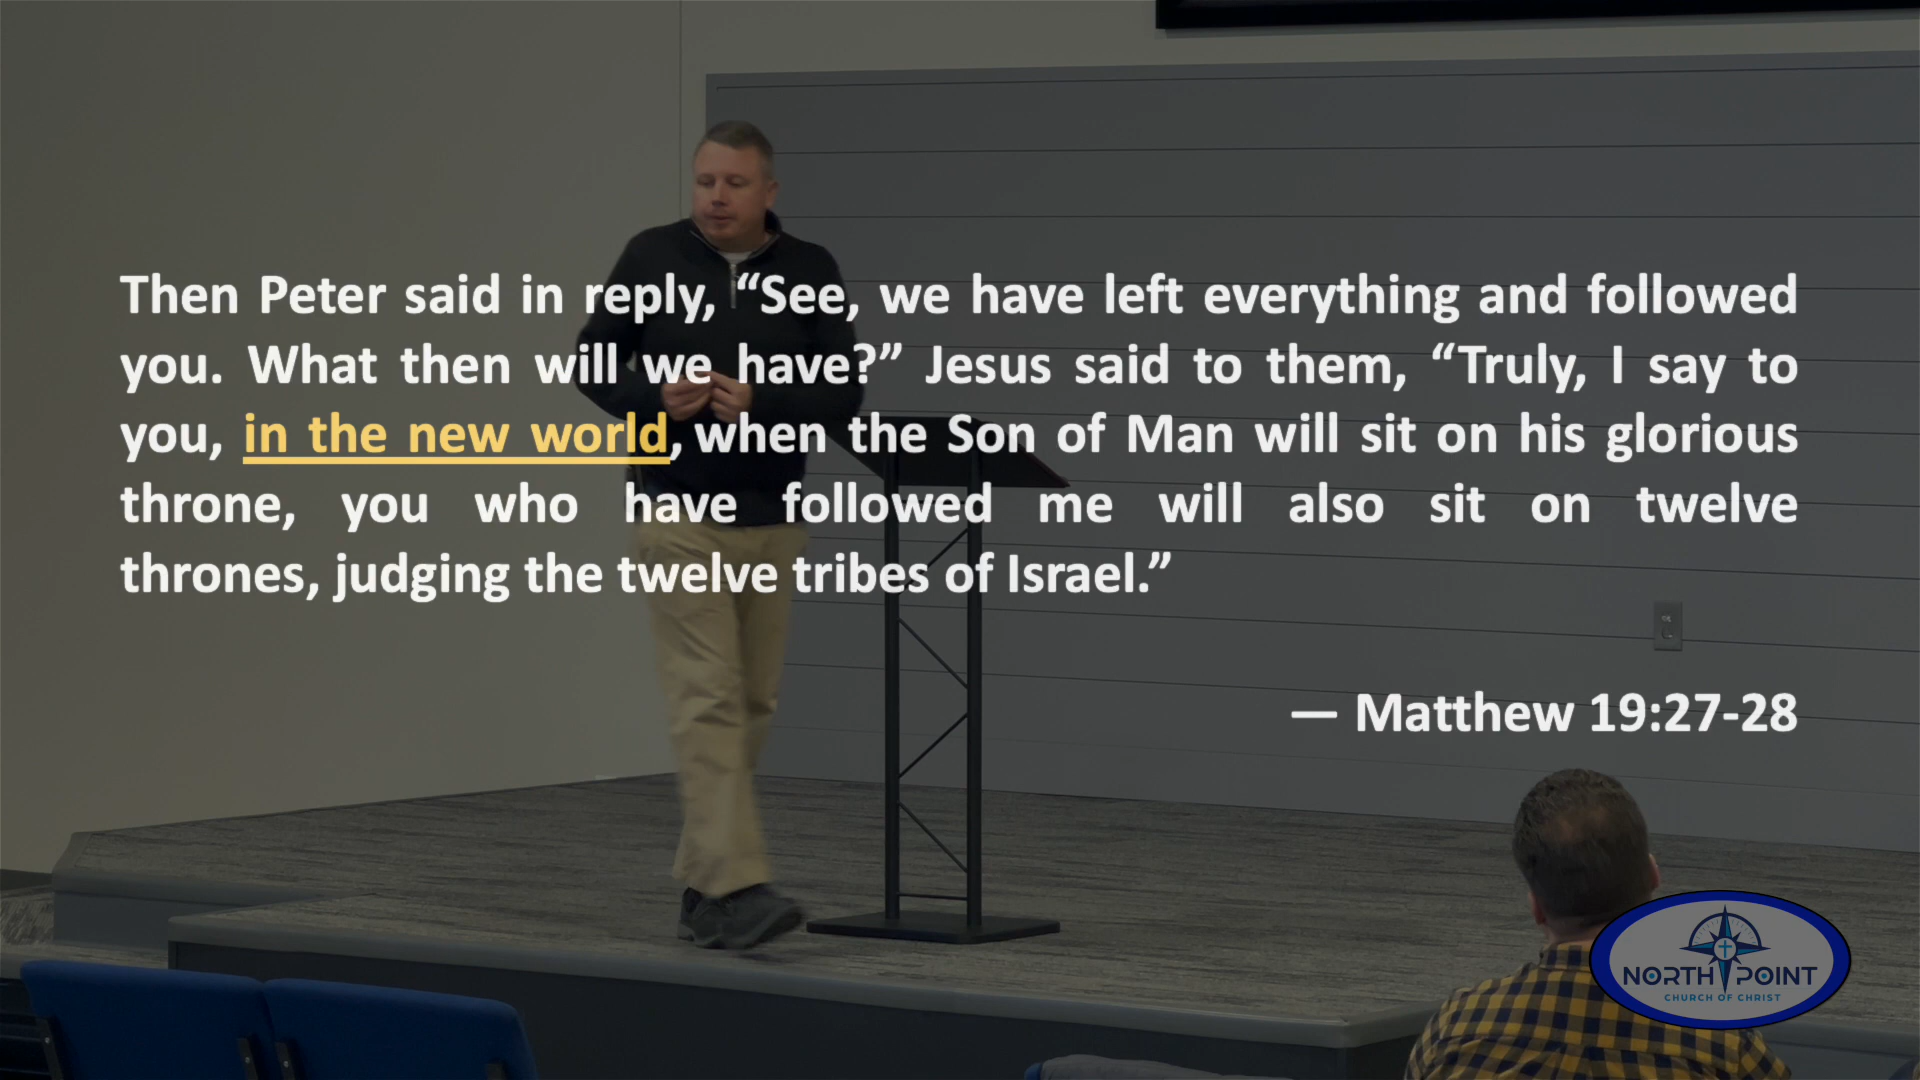 Then Peter said in reply, “See, we have left everything and followed
you. What then will we have?” Jesus said to them, “Truly, I say to
you, in the new world, when the Son of Man will sit on his glorious
throne, you who have followed me will also sit on twelve
thrones, judging the twelve tribes of Israel.”
— Matthew 19:27-28
NORTH POINT
CHURCH OF CHRIST